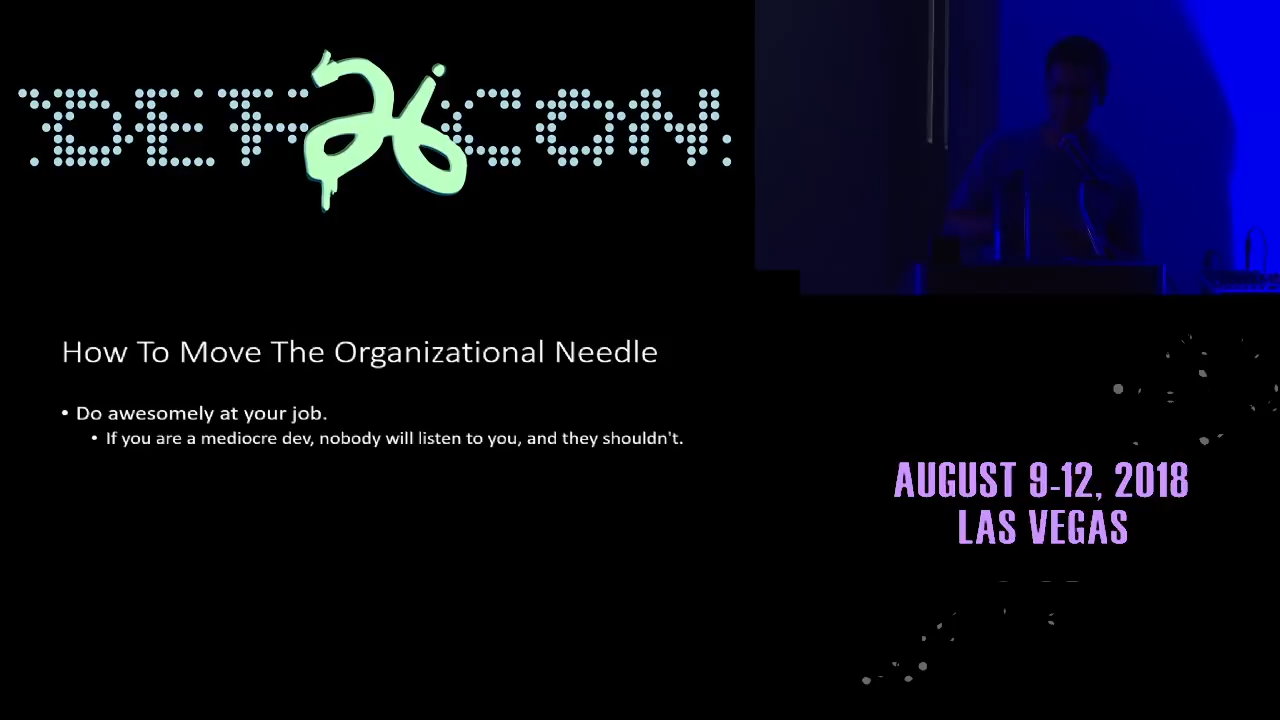 DEF 26 CON
How To Move The Organizational Needle
• Do awesomely at your job.
• If you are a mediocre dev, nobody will listen to you, and they shouldn't.
AUGUST 9-12, 2018
LAS VEGAS